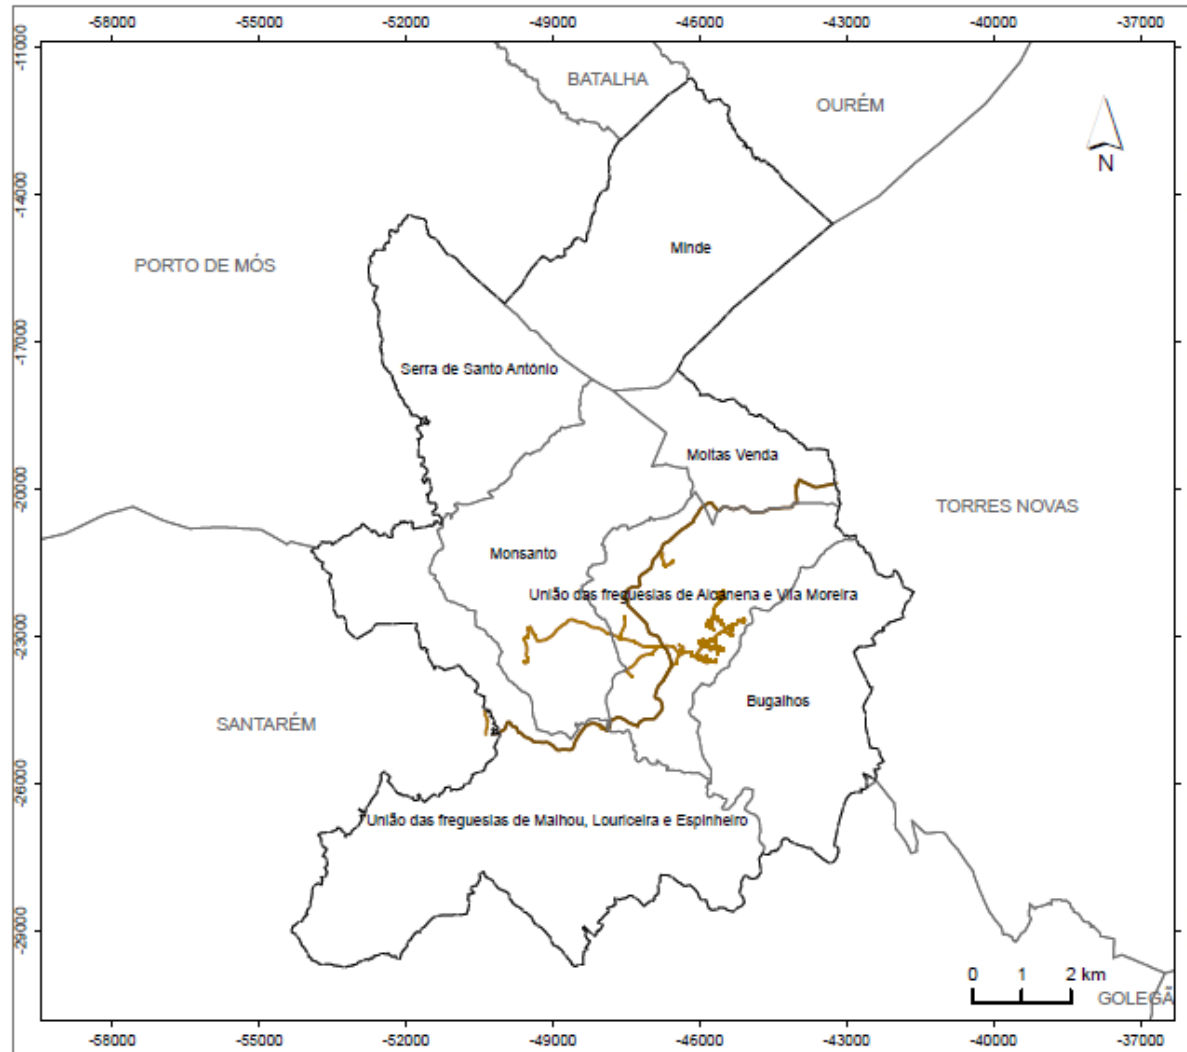 -58000 -55000 -52000 -49000 -46000 -43000 -40000 -37000
-11000
BATALHA
OURÉM
N
-14000
Minde
PORTO DE MÓS
-17000
Serra de Santo António
Moitas Venda
-20000
TORRES NOVAS
Monsanto
União das freguesias de Alcanena e Vila Moreira
-23000
Bugalhos
SANTARÉM
-26000
União das freguesias de Malhou, Louriceira e Espinheiro
-29000
0 1 2 km
GOLEGÃ
-58000 -55000 -52000 -49000 -46000 -43000 -40000 -37000